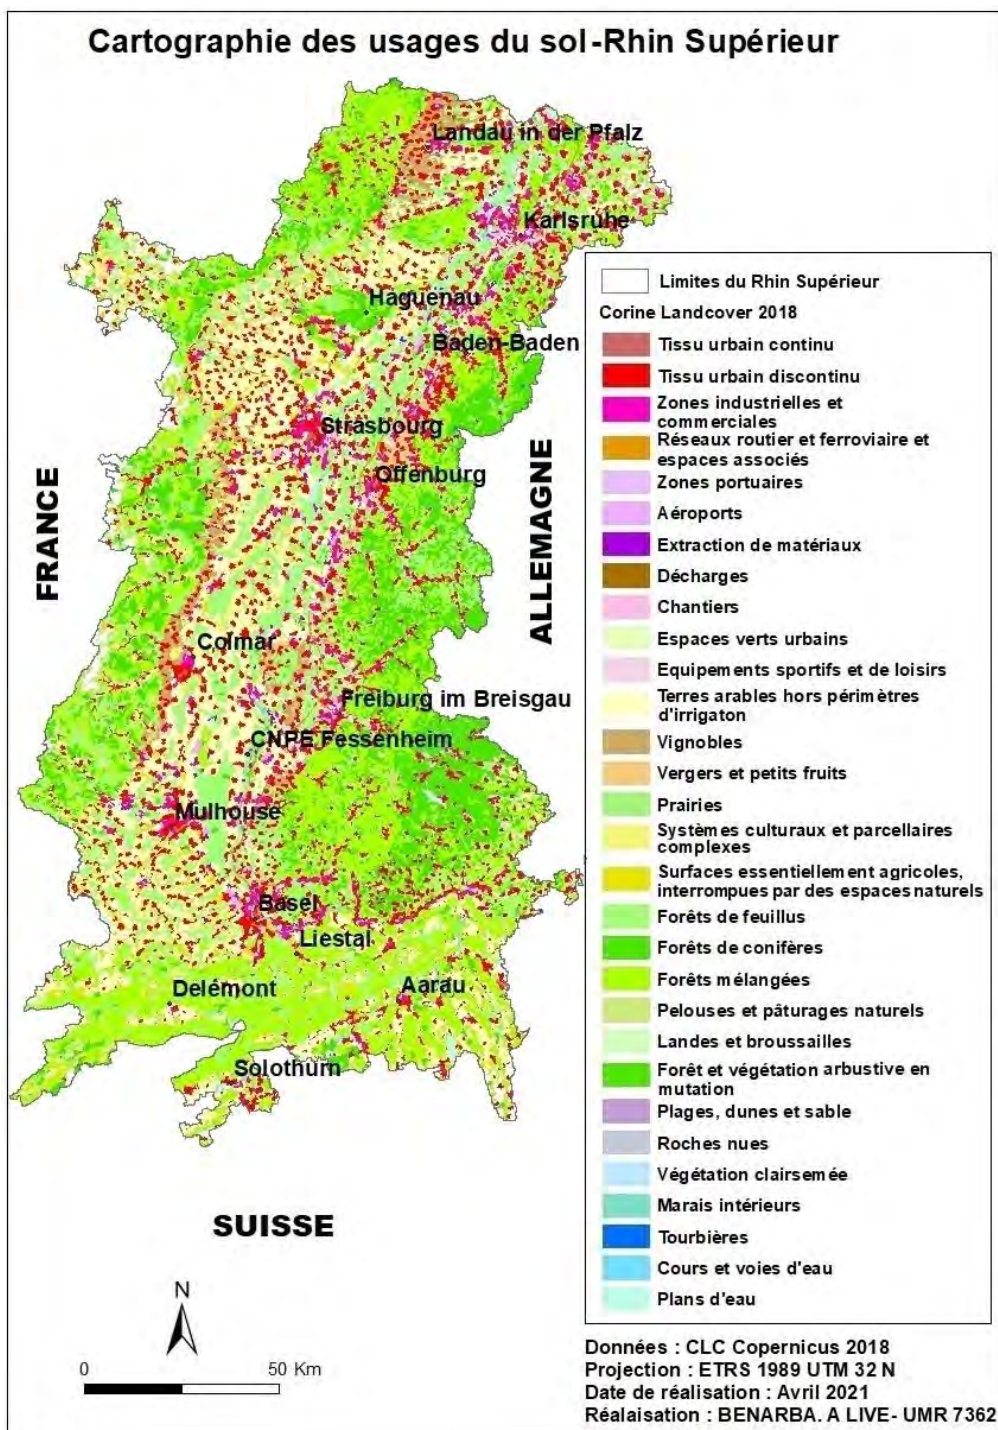 Cartographie des usages du sol-Rhin Supérieur
Landau in der Pfalz
Karlsruhe
Haguenau
Baden-Baden
Strasbourg
Offenburg
FRANCE
ALLEMAGNE
Colmar
Freiburg im Breisgau
CNPE Fessenheim
Mulhouse
Basel
Liestal
Delémont
Aarau
Solothurn
SUISSE
N
0
50 Km
Limites du Rhin Supérieur
Corine Landcover 2018
Tissu urbain continu
Tissu urbain discontinu
Zones industrielles et
commerciales
Réseaux routier et ferroviaire et
espaces associés
Zones portuaires
Aéroports
Extraction de matériaux
Décharges
Chantiers
Espaces verts urbains
Equipements sportifs et de loisirs
Terres arables hors périmètres
d'irrigaton
Vignobles
Vergers et petits fruits
Prairies
Systèmes culturaux et parcellaires
complexes
Surfaces essentiellement agricoles,
interrompues par des espaces naturels
Forêts de feuillus
Forêts de conifères
Forêts mélangées
Pelouses et pâturages naturels
Landes et broussailles
Forêt et végétation arbustive en
mutation
Plages, dunes et sable
Roches nues
Végétation clairsemée
Marais intérieurs
Tourbières
Cours et voies d'eau
Plans d'eau
Données : CLC Copernicus 2018
Projection : ETRS 1989 UTM 32 N
Date de réalisation : Avril 2021
Réalaisation : BENARBA. A LIVE- UMR 7362